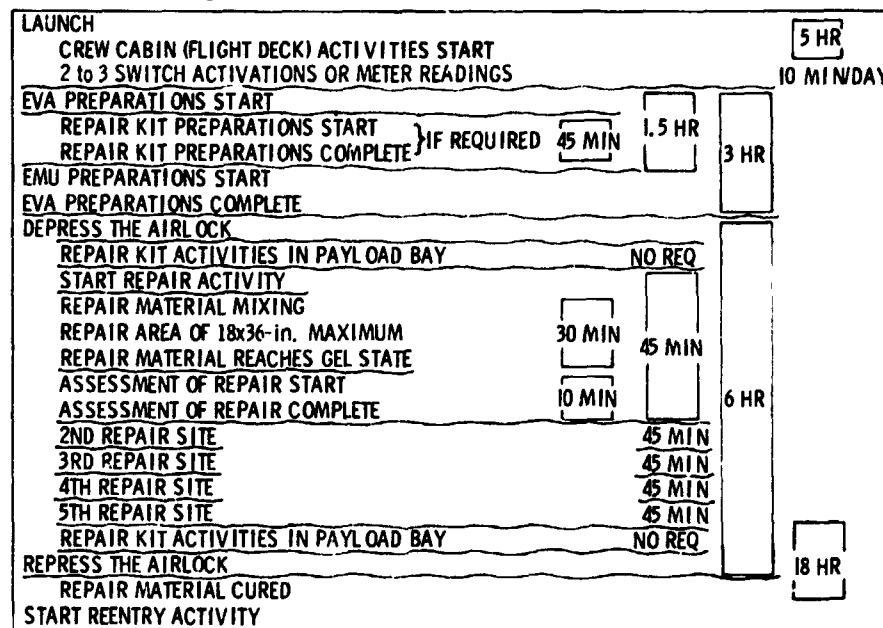 LAUNCH
CREW CABIN (FLIGHT DECK) ACTIVITIES START 5 HR
2 to 3 SWITCH ACTIVATIONS OR METER READINGS 10 MIN/DAY
EVA PREPARATIONS START
REPAIR KIT PREPARATIONS START
REPAIR KIT PREPARATIONS COMPLETE } IF REQUIRED 45 MIN 1.5 HR 3 HR
EMU PREPARATIONS START
EVA PREPARATIONS COMPLETE
DEPRESS THE AIRLOCK
REPAIR KIT ACTIVITIES IN PAYLOAD BAY NO REQ
START REPAIR ACTIVITY
REPAIR MATERIAL MIXING
REPAIR AREA OF 18x36-in. MAXIMUM 30 MIN 45 MIN
REPAIR MATERIAL REACHES GEL STATE
ASSESSMENT OF REPAIR START
ASSESSMENT OF REPAIR COMPLETE 10 MIN 6 HR
2ND REPAIR SITE 45 MIN
3RD REPAIR SITE 45 MIN
4TH REPAIR SITE 45 MIN
5TH REPAIR SITE 45 MIN
REPAIR KIT ACTIVITIES IN PAYLOAD BAY NO REQ
REPRESS THE AIRLOCK 18 HR
REPAIR MATERIAL CURED
START REENTRY ACTIVITY